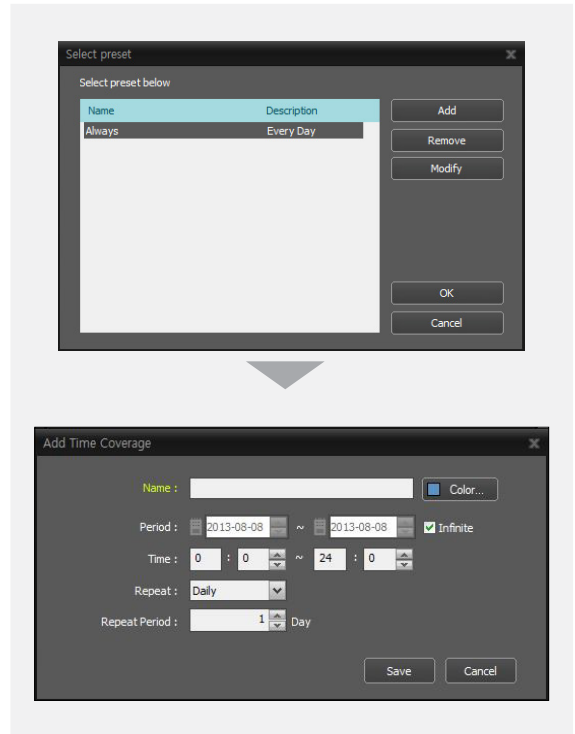 Select preset
Select preset below
Name Description
Always Every Day
Add
Remove
Modify
OK
Cancel
Add Time Coverage
Name : Color...
Period : 2013-08-08 ~ 2013-08-08 Infinite
Time : 0 : 0 ~ 24 : 0
Repeat : Daily
Repeat Period : 1 Day
Save Cancel